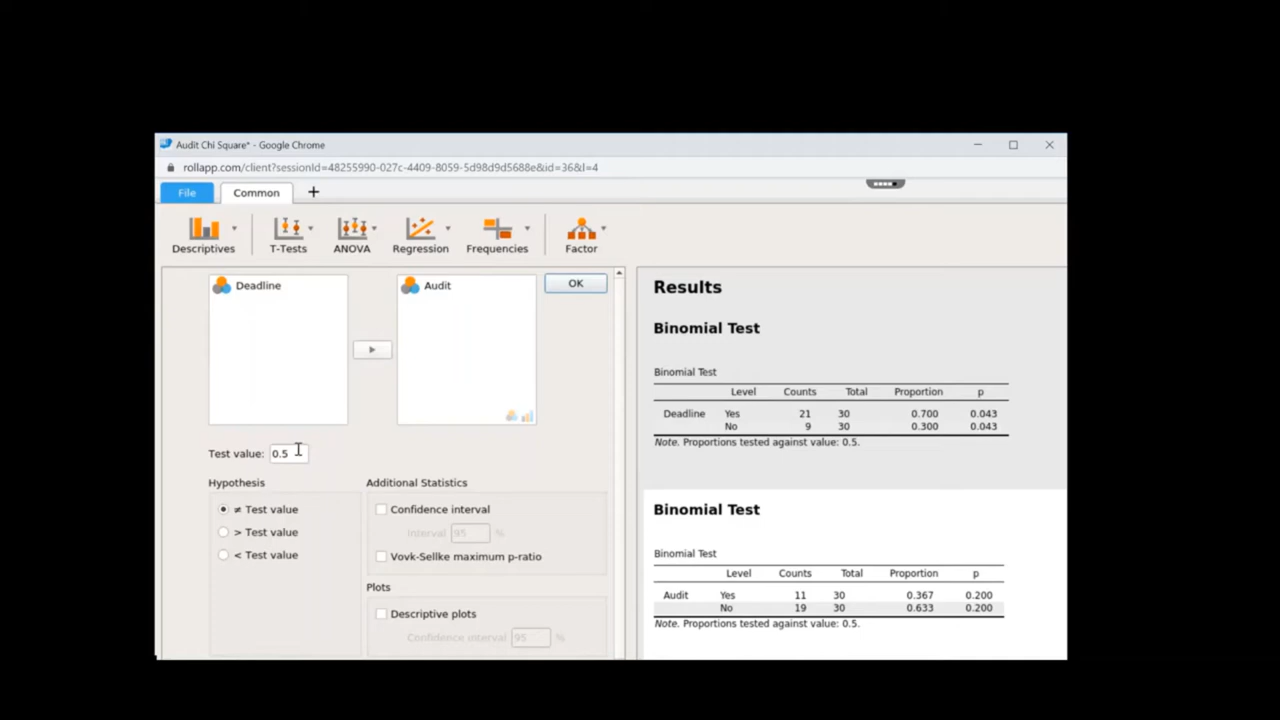 Audit Chi Square* - Google Chrome
rollapp.com/client?sessionId=48255990-027c-4409-8059-5d98d9d5688e&id=36&l=4
File Common +
Descriptives T-Tests ANOVA Regression Frequencies Factor
Deadline Audit OK
Test value: 0.5
Hypothesis
≠ Test value
> Test value
< Test value
Additional Statistics
Confidence interval
Interval 95 %
Vovk-Sellke maximum p-ratio
Plots
Descriptive plots
Confidence interval 95 %
Results
Binomial Test
Binomial Test
Level Counts Total Proportion p
Deadline Yes 21 30 0.700 0.043
No 9 30 0.300 0.043
Note. Proportions tested against value: 0.5.
Binomial Test
Binomial Test
Level Counts Total Proportion p
Audit Yes 11 30 0.367 0.200
No 19 30 0.633 0.200
Note. Proportions tested against value: 0.5.